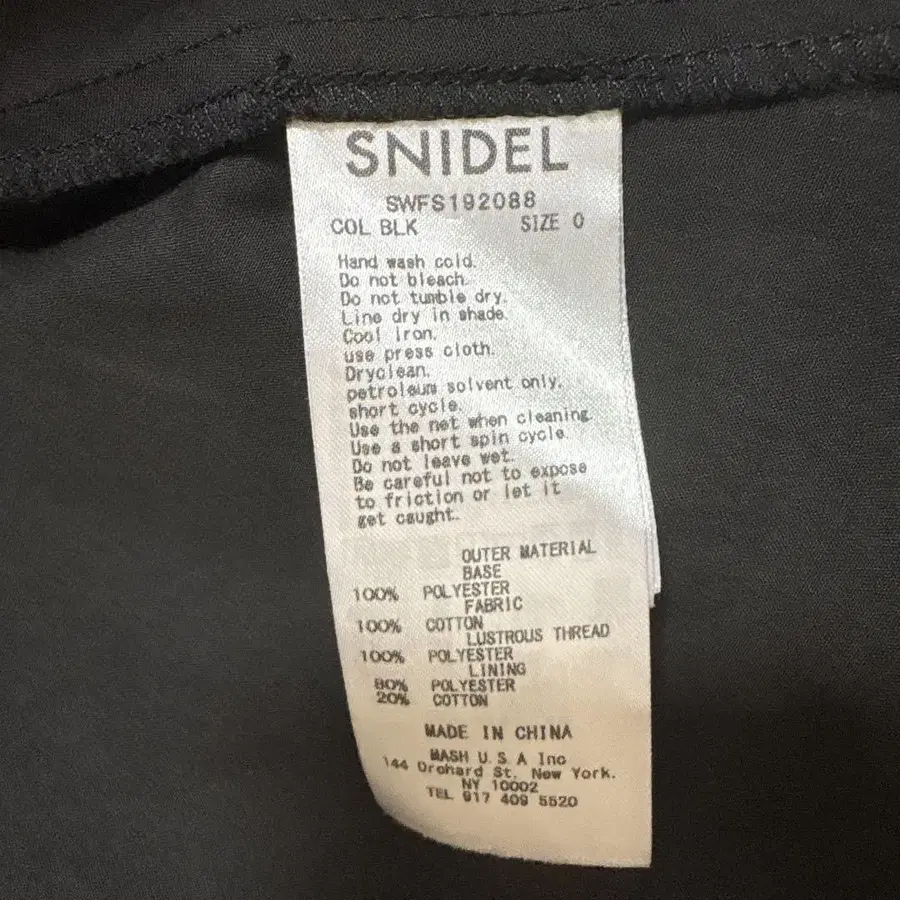 SNIDEL
SWFS192088
COL BLK SIZE 0
Hand wash cold.
Do not bleach.
Do not tumble dry.
Line dry in shade.
Cool iron.
use press cloth.
Dryclean.
petroleum solvent only.
short cycle.
Use the net when cleaning.
Use a short spin cycle.
Do not leave wet.
Be careful not to expose
to friction or let it
get caught.
OUTER MATERIAL
BASE
100% POLYESTER
FABRIC
100% COTTON
LUSTROUS THREAD
100% POLYESTER
LINING
80% POLYESTER
20% COTTON
MADE IN CHINA
MASH U.S.A Inc
144 Orchard St. New York.
NY 10002
TEL 917 409 5520